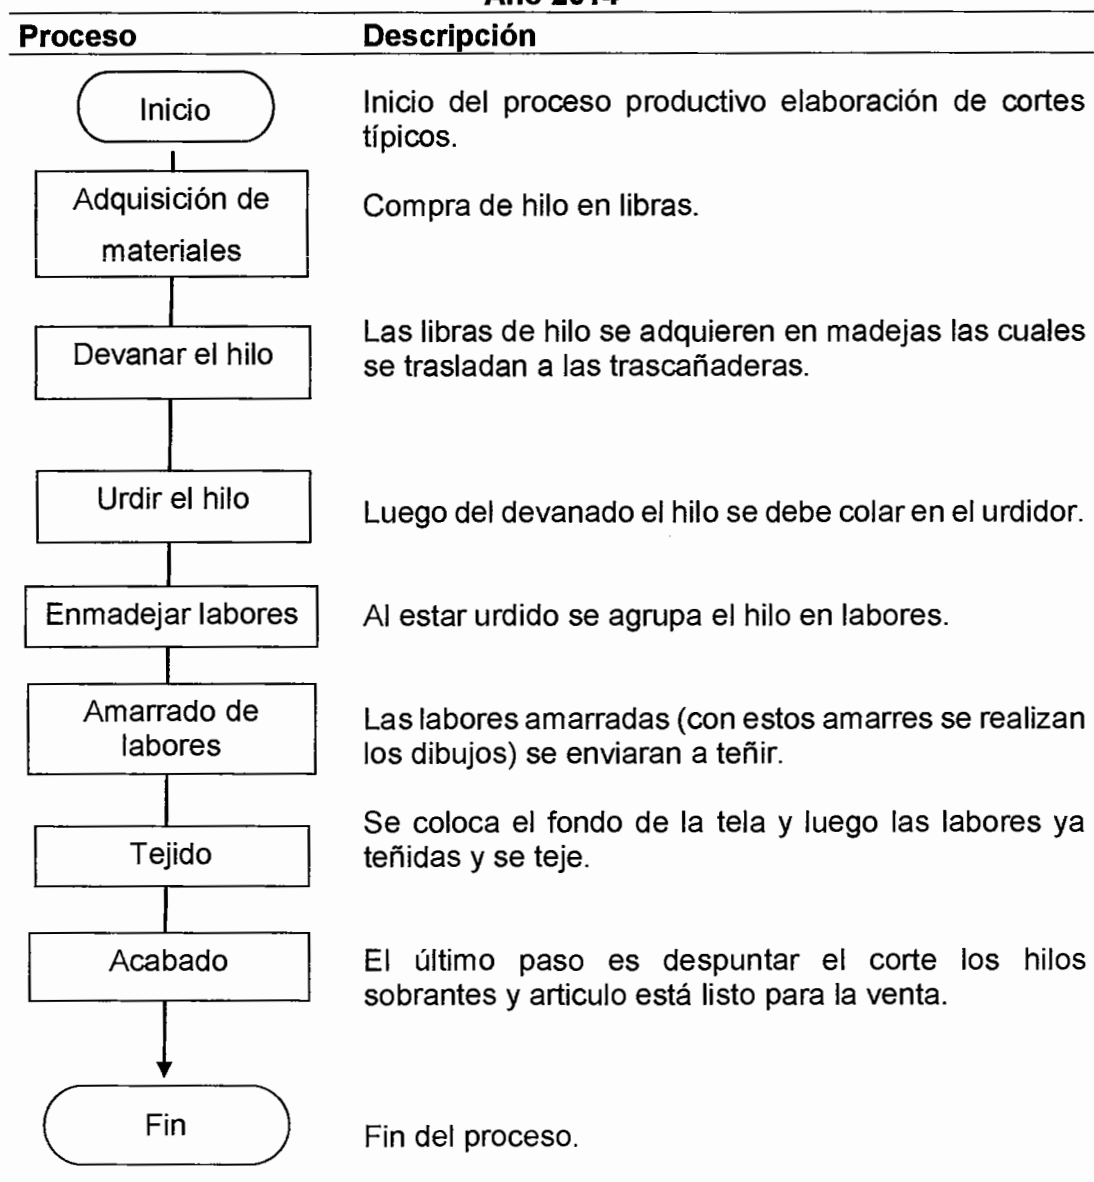 Año 2014
Proceso Descripción
Inicio
Inicio del proceso productivo elaboración de cortes
típicos.
Adquisición de
materiales
Compra de hilo en libras.
Devanar el hilo
Las libras de hilo se adquieren en madejas las cuales
se trasladan a las trascañaderas.
Urdir el hilo
Luego del devanado el hilo se debe colar en el urdidor.
Enmadejar labores
Al estar urdido se agrupa el hilo en labores.
Amarrado de
labores
Las labores amarradas (con estos amarres se realizan
los dibujos) se enviaran a teñir.
Tejido
Se coloca el fondo de la tela y luego las labores ya
teñidas y se teje.
Acabado
El último paso es despuntar el corte los hilos
sobrantes y articulo está listo para la venta.
Fin
Fin del proceso.